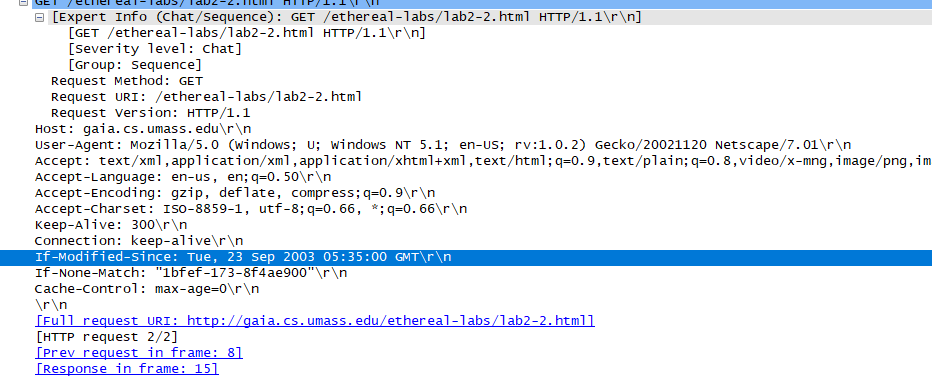 GET /ethereal-labs/lab2-2.html HTTP/1.1\r\n
[Expert Info (Chat/Sequence): GET /ethereal-labs/lab2-2.html HTTP/1.1\r\n]
[GET /ethereal-labs/lab2-2.html HTTP/1.1\r\n]
[Severity level: Chat]
[Group: Sequence]
Request Method: GET
Request URI: /ethereal-labs/lab2-2.html
Request Version: HTTP/1.1
Host: gaia.cs.umass.edu\r\n
User-Agent: Mozilla/5.0 (Windows; U; Windows NT 5.1; en-US; rv:1.0.2) Gecko/20021120 Netscape/7.01\r\n
Accept: text/xml,application/xml,application/xhtml+xml,text/html;q=0.9,text/plain;q=0.8,video/x-mng,image/png,im
Accept-Language: en-us, en;q=0.50\r\n
Accept-Encoding: gzip, deflate, compress;q=0.9\r\n
Accept-Charset: ISO-8859-1, utf-8;q=0.66, *;q=0.66\r\n
Keep-Alive: 300\r\n
Connection: keep-alive\r\n
If-Modified-Since: Tue, 23 Sep 2003 05:35:00 GMT\r\n
If-None-Match: "1bfef-173-8f4ae900"\r\n
Cache-Control: max-age=0\r\n
\r\n
[Full request URI: http://gaia.cs.umass.edu/ethereal-labs/lab2-2.html]
[HTTP request 2/2]
[Prev request in frame: 8]
[Response in frame: 15]